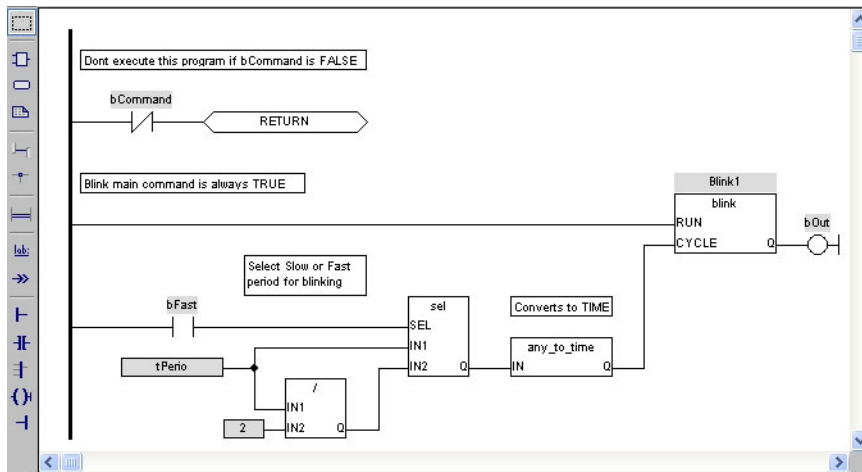 Dont execute this program if bCommand is FALSE
bCommand
RETURN
Blink main command is always TRUE
Blink1
blink
RUN
bOut
CYCLE Q
Select Slow or Fast
period for blinking
bFast
sel
Converts to TIME
SEL
IN1
any_to_time
tPerio
IN2 Q
IN Q
/
IN1
2
IN2 Q
lab: